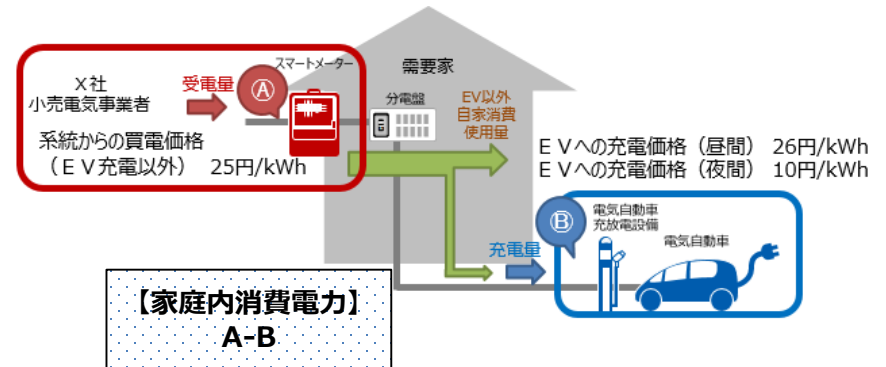 スマートメーター
需要家
X社
小売電気事業者
受電量
Ⓐ
分電盤
EV以外
自家消費
使用量
系統からの買電価格
（ＥＶ充電以外） 25円/kWh
ＥＶへの充電価格（昼間） 26円/kWh
ＥＶへの充電価格（夜間） 10円/kWh
Ⓑ
電気自動車
充放電設備
電気自動車
充電量
【家庭内消費電力】
A-B